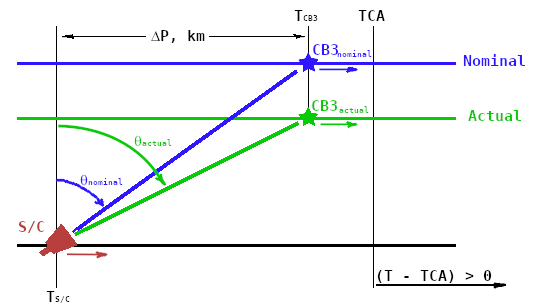 T_CB3 TCA
ΔP, km
CB3_nominal
Nominal
CB3_actual
Actual
θ_actual
θ_nominal
S/C
(T - TCA) > 0
T_S/C